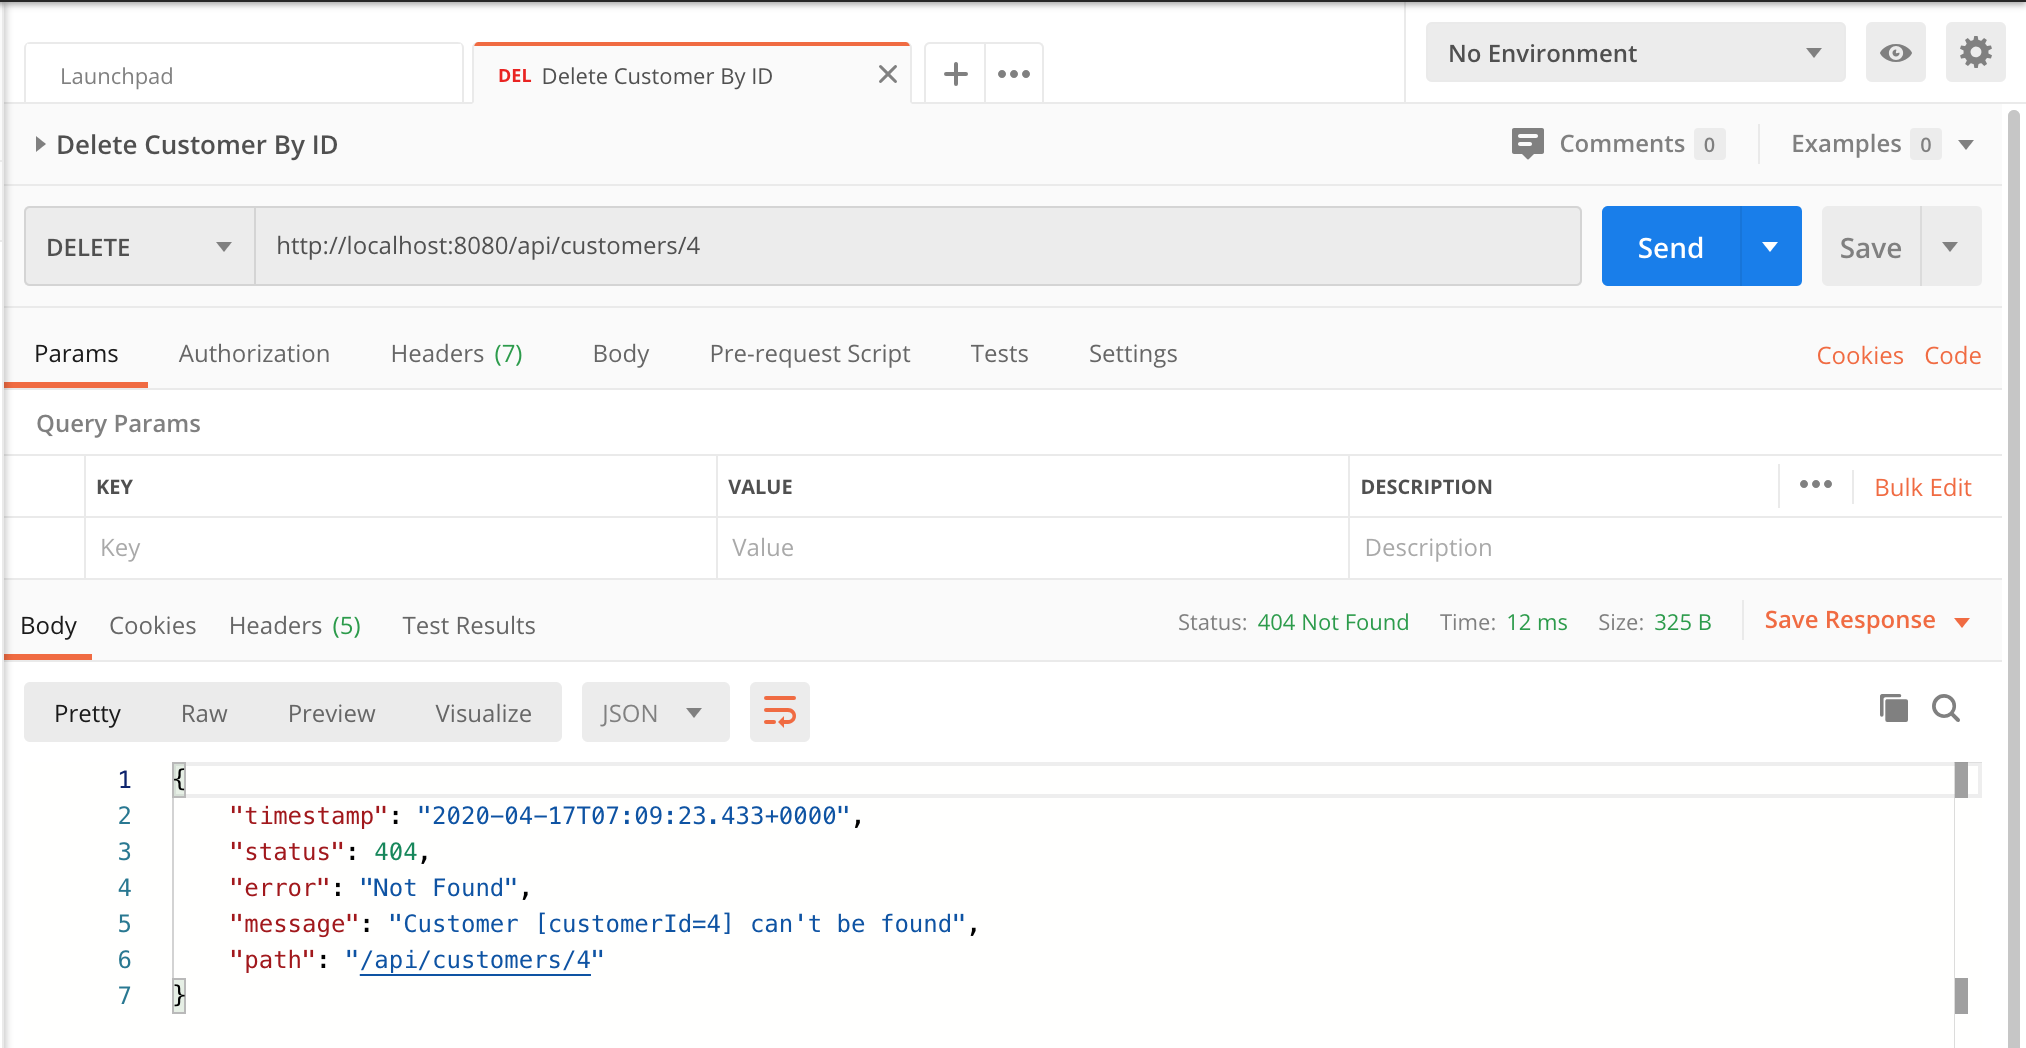 Launchpad
DEL Delete Customer By ID
No Environment
Delete Customer By ID
Comments 0
Examples 0
DELETE
http://localhost:8080/api/customers/4
Send
Save
Params Authorization Headers (7) Body Pre-request Script Tests Settings Cookies Code
Query Params
KEY VALUE DESCRIPTION Bulk Edit
Key Value Description
Body Cookies Headers (5) Test Results Status: 404 Not Found Time: 12 ms Size: 325 B Save Response
Pretty Raw Preview Visualize JSON
1 {
2 "timestamp": "2020-04-17T07:09:23.433+0000",
3 "status": 404,
4 "error": "Not Found",
5 "message": "Customer [customerId=4] can't be found",
6 "path": "/api/customers/4"
7 }